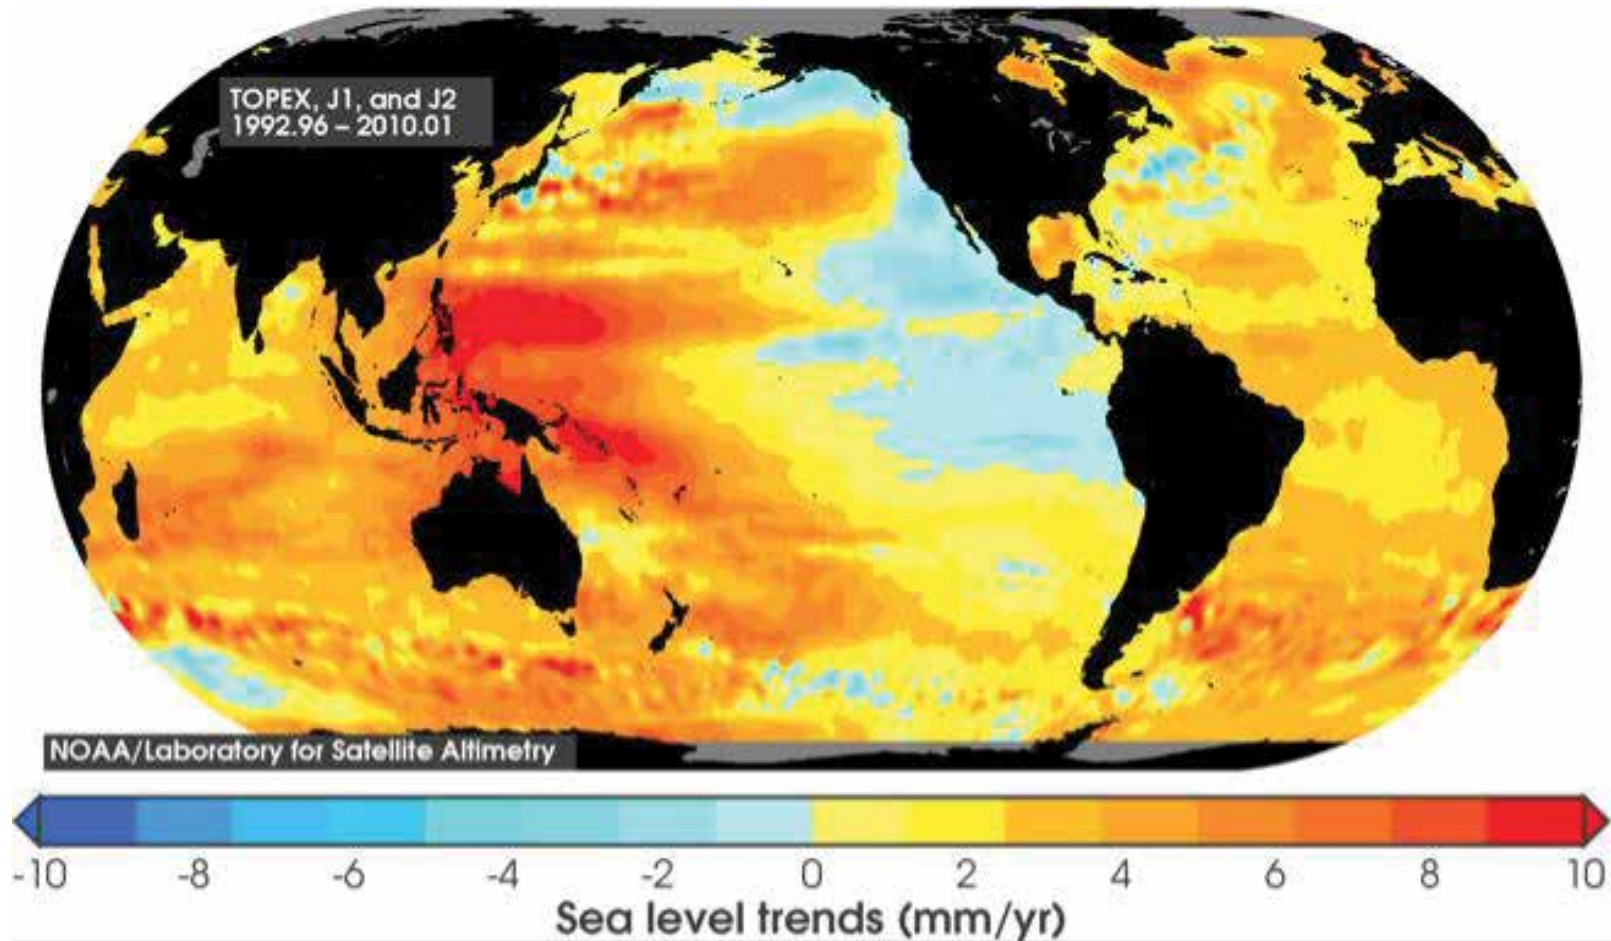 TOPEX, J1, and J2
1992.96 – 2010.01
NOAA/Laboratory for Satellite Altimetry
-10 -8 -6 -4 -2 0 2 4 6 8 10
Sea level trends (mm/yr)